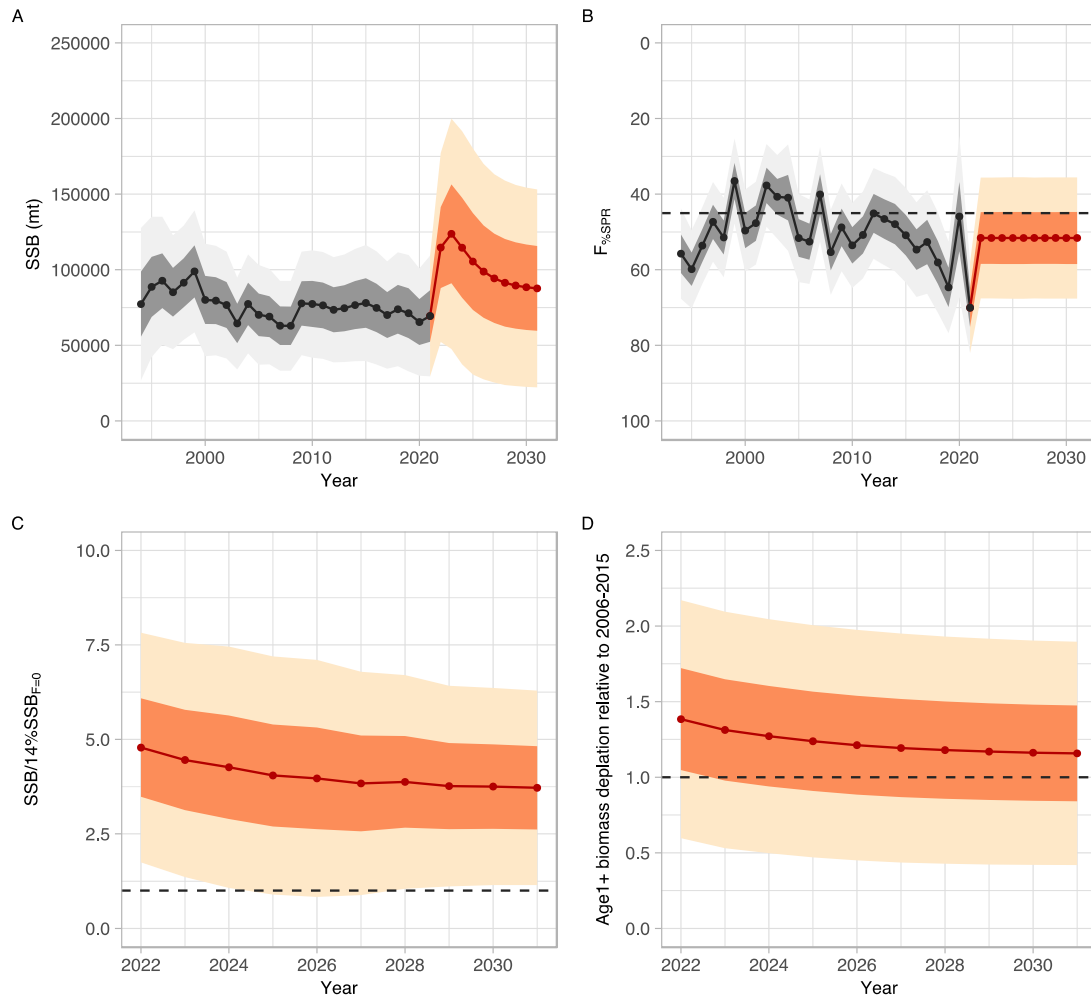 A
SSB (mt)
250000
200000
150000
100000
50000
0
2000 2010 2020 2030
Year
B
F%SPR
0
20
40
60
80
100
2000 2010 2020 2030
Year
C
SSB/14%SSBF=0
10.0
7.5
5.0
2.5
0.0
2022 2024 2026 2028 2030
Year
D
Age1+ biomass deplation relative to 2006-2015
2.5
2.0
1.5
1.0
0.5
0.0
2022 2024 2026 2028 2030
Year